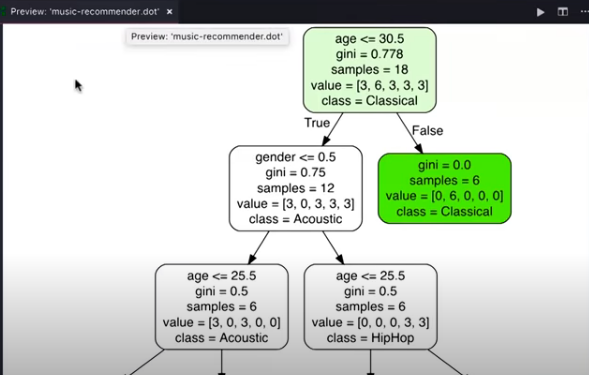 Preview: 'music-recommender.dot' ×
Preview: 'music-recommender.dot'
age <= 30.5
gini = 0.778
samples = 18
value = [3, 6, 3, 3, 3]
class = Classical
True
False
gender <= 0.5
gini = 0.75
samples = 12
value = [3, 0, 3, 3, 3]
class = Acoustic
gini = 0.0
samples = 6
value = [0, 6, 0, 0, 0]
class = Classical
age <= 25.5
gini = 0.5
samples = 6
value = [3, 0, 3, 0, 0]
class = Acoustic
age <= 25.5
gini = 0.5
samples = 6
value = [0, 0, 0, 3, 3]
class = HipHop